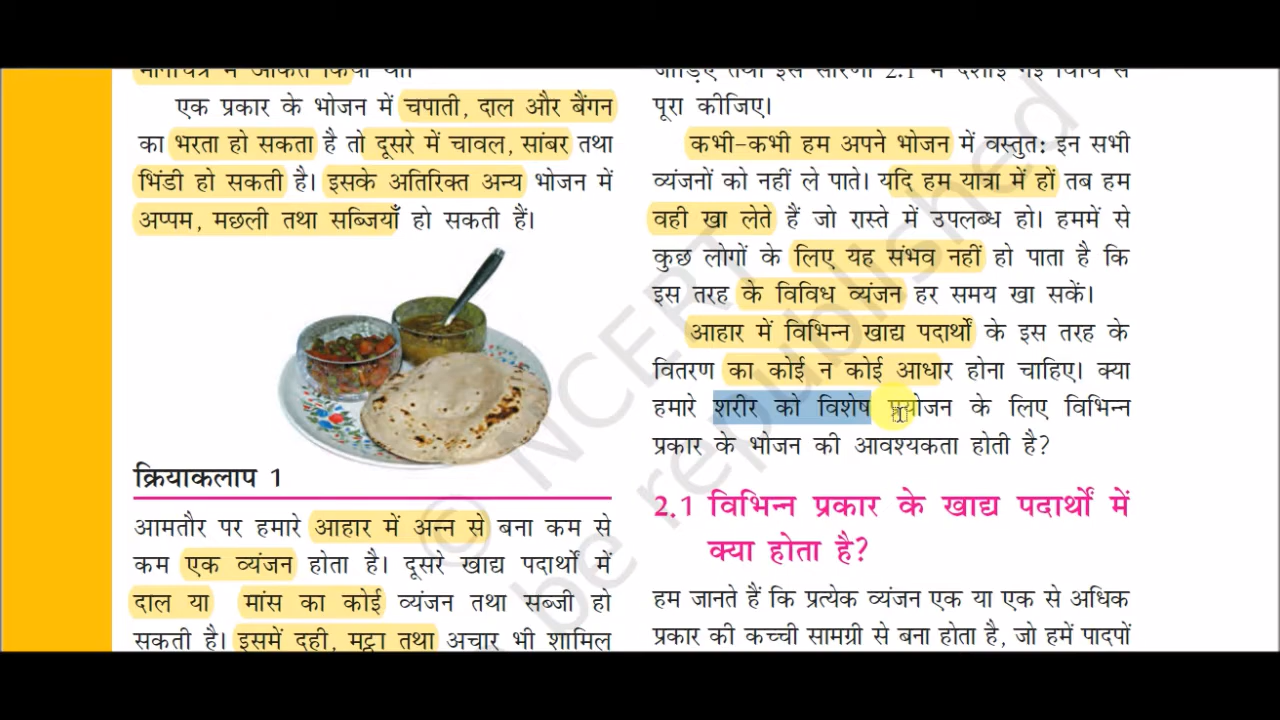 एक प्रकार के भोजन में चपाती, दाल और बैंगन
का भरता हो सकता है तो दूसरे में चावल, सांबर तथा
भिंडी हो सकती है। इसके अतिरिक्त अन्य भोजन में
अप्पम, मछली तथा सब्जियाँ हो सकती हैं।
क्रियाकलाप 1
आमतौर पर हमारे आहार में अन्न से बना कम से
कम एक व्यंजन होता है। दूसरे खाद्य पदार्थों में
दाल या मांस का कोई व्यंजन तथा सब्जी हो
सकती है। इसमें दही, मट्ठा तथा अचार भी शामिल
पूरा कीजिए।
कभी-कभी हम अपने भोजन में वस्तुत: इन सभी
व्यंजनों को नहीं ले पाते। यदि हम यात्रा में हों तब हम
वही खा लेते हैं जो रास्ते में उपलब्ध हो। हममें से
कुछ लोगों के लिए यह संभव नहीं हो पाता है कि
इस तरह के विविध व्यंजन हर समय खा सकें।
आहार में विभिन्न खाद्य पदार्थों के इस तरह के
वितरण का कोई न कोई आधार होना चाहिए। क्या
हमारे शरीर को विशेष प्रयोजन के लिए विभिन्न
प्रकार के भोजन की आवश्यकता होती है?
2.1 विभिन्न प्रकार के खाद्य पदार्थों में
क्या होता है?
हम जानते हैं कि प्रत्येक व्यंजन एक या एक से अधिक
प्रकार की कच्ची सामग्री से बना होता है, जो हमें पादपों
© NCERT
be republished